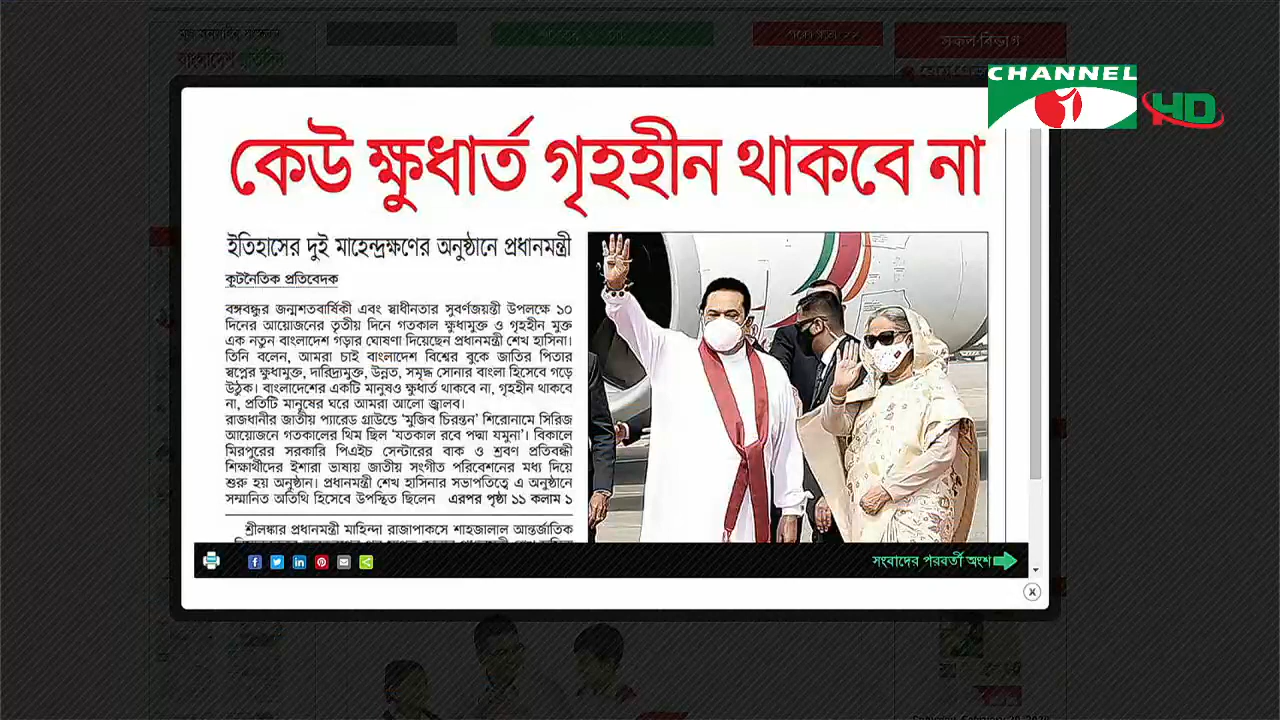 সকল বিভাগ
CHANNEL
i
HD
কেউ ক্ষুধার্ত গৃহহীন থাকবে না
ইতিহাসের দুই মাহেন্দ্রক্ষণের অনুষ্ঠানে প্রধানমন্ত্রী
কূটনৈতিক প্রতিবেদক
বঙ্গবন্ধুর জন্মশতবার্ষিকী এবং স্বাধীনতার সুবর্ণজয়ন্তী উপলক্ষে ১০
দিনের আয়োজনের তৃতীয় দিনে গতকাল ক্ষুধামুক্ত ও গৃহহীন মুক্ত
এক নতুন বাংলাদেশ গড়ার ঘোষণা দিয়েছেন প্রধানমন্ত্রী শেখ হাসিনা।
তিনি বলেন, আমরা চাই বাংলাদেশ বিশ্বের বুকে জাতির পিতার
স্বপ্নের ক্ষুধামুক্ত, দারিদ্র্যমুক্ত, উন্নত, সমৃদ্ধ সোনার বাংলা হিসেবে গড়ে
উঠুক। বাংলাদেশের একটি মানুষও ক্ষুধার্ত থাকবে না, গৃহহীন থাকবে
না, প্রতিটি মানুষের ঘরে আমরা আলো জ্বালব।
রাজধানীর জাতীয় প্যারেড গ্রাউন্ডে ‘মুজিব চিরন্তন’ শিরোনামে সিরিজ
আয়োজনে গতকালের থিম ছিল ‘যতকাল রবে পদ্মা যমুনা’। বিকালে
মিরপুরের সরকারি পিএইচ সেন্টারের বাক ও শ্রবণ প্রতিবন্ধী
শিক্ষার্থীদের ইশারা ভাষায় জাতীয় সংগীত পরিবেশনের মধ্য দিয়ে
শুরু হয় অনুষ্ঠান। প্রধানমন্ত্রী শেখ হাসিনার সভাপতিত্বে এ অনুষ্ঠানে
সম্মানিত অতিথি হিসেবে উপস্থিত ছিলেন এরপর পৃষ্ঠা ১১ কলাম ১
শ্রীলঙ্কার প্রধানমন্ত্রী মাহিন্দা রাজাপাকসে শাহজালাল আন্তর্জাতিক
সংবাদের পরবর্তী অংশ
x